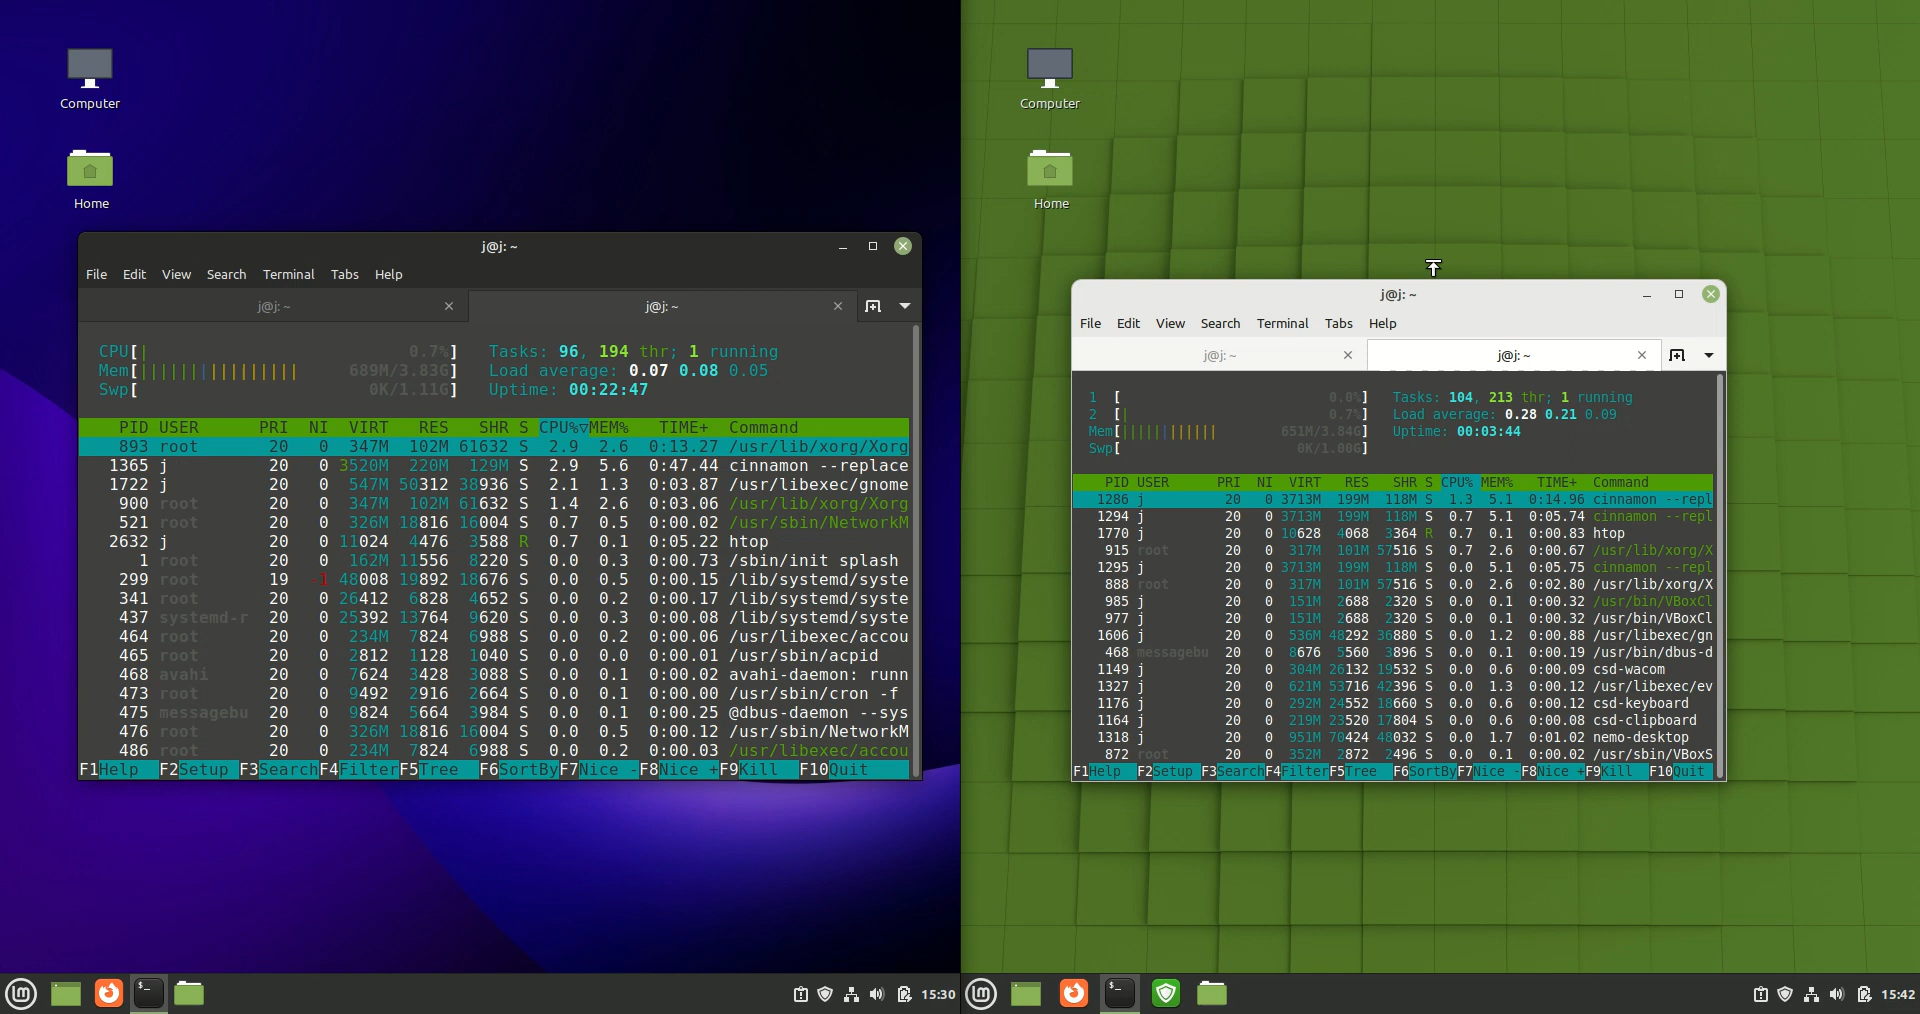 Computer
Home
j@j: ~
File Edit View Search Terminal Tabs Help
j@j: ~ j@j: ~
CPU[| 0.7%] Tasks: 96, 194 thr; 1 running
Mem[|||||||||||||||| 689M/3.83G] Load average: 0.07 0.08 0.05
Swp[ 0K/1.11G] Uptime: 00:22:47
PID USER PRI NI VIRT RES SHR S CPU%▽MEM% TIME+ Command
893 root 20 0 347M 102M 61632 S 2.9 2.6 0:13.27 /usr/lib/xorg/Xorg
1365 j 20 0 3520M 220M 129M S 2.9 5.6 0:47.44 cinnamon --replace
1722 j 20 0 547M 50312 38936 S 2.1 1.3 0:03.87 /usr/libexec/gnome
900 root 20 0 347M 102M 61632 S 1.4 2.6 0:03.06 /usr/lib/xorg/Xorg
521 root 20 0 326M 18816 16004 S 0.7 0.5 0:00.02 /usr/sbin/NetworkM
2632 j 20 0 11024 4476 3588 R 0.7 0.1 0:05.22 htop
1 root 20 0 162M 11556 8220 S 0.0 0.3 0:00.73 /sbin/init splash
299 root 19 -1 48008 19892 18676 S 0.0 0.5 0:00.15 /lib/systemd/syste
341 root 20 0 26412 6828 4652 S 0.0 0.2 0:00.17 /lib/systemd/syste
437 systemd-r 20 0 25392 13764 9620 S 0.0 0.3 0:00.08 /lib/systemd/syste
464 root 20 0 234M 7824 6988 S 0.0 0.2 0:00.06 /usr/libexec/accou
465 root 20 0 2812 1128 1040 S 0.0 0.0 0:00.01 /usr/sbin/acpid
468 avahi 20 0 7624 3428 3088 S 0.0 0.1 0:00.02 avahi-daemon: runn
473 root 20 0 9492 2916 2664 S 0.0 0.1 0:00.00 /usr/sbin/cron -f
475 messagebu 20 0 9824 5664 3984 S 0.0 0.1 0:00.25 @dbus-daemon --sys
476 root 20 0 326M 18816 16004 S 0.0 0.5 0:00.12 /usr/sbin/NetworkM
486 root 20 0 234M 7824 6988 S 0.0 0.2 0:00.03 /usr/libexec/accou
F1Help F2Setup F3SearchF4FilterF5Tree F6SortByF7Nice -F8Nice +F9Kill F10Quit
15:30
Computer
Home
j@j: ~
File Edit View Search Terminal Tabs Help
j@j: ~ j@j: ~
1 [ 0.0%] Tasks: 104, 213 thr; 1 running
2 [| 0.7%] Load average: 0.28 0.21 0.09
Mem[|||||||||||| 651M/3.84G] Uptime: 00:03:44
Swp[ 0K/1.00G]
PID USER PRI NI VIRT RES SHR S CPU% MEM% TIME+ Command
1286 j 20 0 3713M 199M 118M S 1.3 5.1 0:14.96 cinnamon --repl
1294 j 20 0 3713M 199M 118M S 0.7 5.1 0:05.74 cinnamon --repl
1770 j 20 0 10628 4068 3364 R 0.7 0.1 0:00.83 htop
915 root 20 0 317M 101M 57516 S 0.7 2.6 0:00.67 /usr/lib/xorg/X
1295 j 20 0 3713M 199M 118M S 0.0 5.1 0:05.75 cinnamon --repl
888 root 20 0 317M 101M 57516 S 0.0 2.6 0:02.80 /usr/lib/xorg/X
985 j 20 0 151M 2688 2320 S 0.0 0.1 0:00.32 /usr/bin/VBoxCl
977 j 20 0 151M 2688 2320 S 0.0 0.1 0:00.32 /usr/bin/VBoxCl
1606 j 20 0 536M 48292 36880 S 0.0 1.2 0:00.88 /usr/libexec/gn
468 messagebu 20 0 8676 5560 3896 S 0.0 0.1 0:00.19 /usr/bin/dbus-d
1149 j 20 0 304M 26132 19532 S 0.0 0.6 0:00.09 csd-wacom
1327 j 20 0 621M 53716 42396 S 0.0 1.3 0:00.12 /usr/libexec/ev
1176 j 20 0 292M 24552 18660 S 0.0 0.6 0:00.12 csd-keyboard
1164 j 20 0 219M 23520 17804 S 0.0 0.6 0:00.08 csd-clipboard
1318 j 20 0 951M 70424 48032 S 0.0 1.7 0:01.02 nemo-desktop
872 root 20 0 352M 2872 2496 S 0.0 0.1 0:00.02 /usr/sbin/VBoxS
F1Help F2Setup F3SearchF4FilterF5Tree F6SortByF7Nice -F8Nice +F9Kill F10Quit
15:42